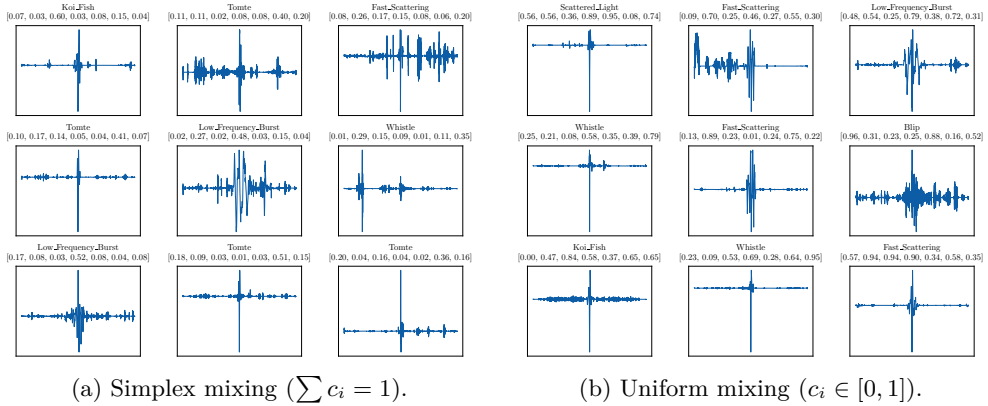 Koi_Fish
[0.07, 0.03, 0.60, 0.03, 0.08, 0.15, 0.04]
Tomte
[0.11, 0.11, 0.02, 0.08, 0.08, 0.40, 0.20]
Fast_Scattering
[0.08, 0.26, 0.17, 0.15, 0.08, 0.06, 0.20]
Tomte
[0.10, 0.17, 0.14, 0.05, 0.04, 0.41, 0.07]
Low_Frequency_Burst
[0.02, 0.27, 0.02, 0.48, 0.03, 0.15, 0.04]
Whistle
[0.01, 0.29, 0.15, 0.09, 0.01, 0.11, 0.35]
Low_Frequency_Burst
[0.17, 0.08, 0.03, 0.52, 0.08, 0.04, 0.08]
Tomte
[0.18, 0.09, 0.03, 0.01, 0.03, 0.51, 0.15]
Tomte
[0.20, 0.04, 0.16, 0.04, 0.02, 0.36, 0.16]
(a) Simplex mixing (∑ c_i = 1).
Scattered_Light
[0.56, 0.56, 0.36, 0.89, 0.95, 0.08, 0.74]
Fast_Scattering
[0.09, 0.70, 0.25, 0.46, 0.27, 0.55, 0.30]
Low_Frequency_Burst
[0.48, 0.54, 0.25, 0.79, 0.38, 0.72, 0.31]
Whistle
[0.25, 0.21, 0.08, 0.58, 0.35, 0.39, 0.79]
Fast_Scattering
[0.13, 0.89, 0.23, 0.01, 0.24, 0.75, 0.22]
Blip
[0.96, 0.31, 0.23, 0.25, 0.88, 0.16, 0.52]
Koi_Fish
[0.00, 0.47, 0.84, 0.58, 0.37, 0.65, 0.65]
Whistle
[0.23, 0.09, 0.53, 0.69, 0.28, 0.64, 0.95]
Fast_Scattering
[0.57, 0.94, 0.94, 0.90, 0.34, 0.58, 0.35]
(b) Uniform mixing (c_i ∈ [0, 1]).